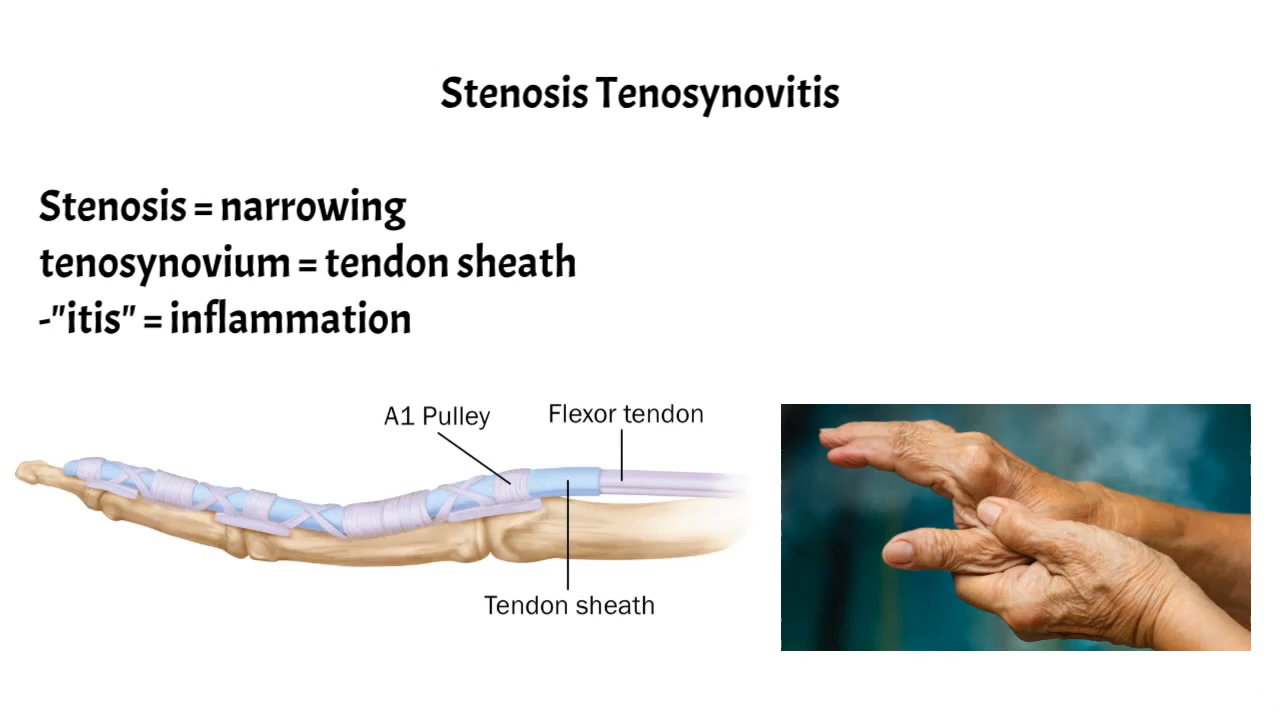 Stenosis Tenosynovitis
Stenosis = narrowing
tenosynovium = tendon sheath
-"itis" = inflammation
A1 Pulley
Flexor tendon
Tendon sheath